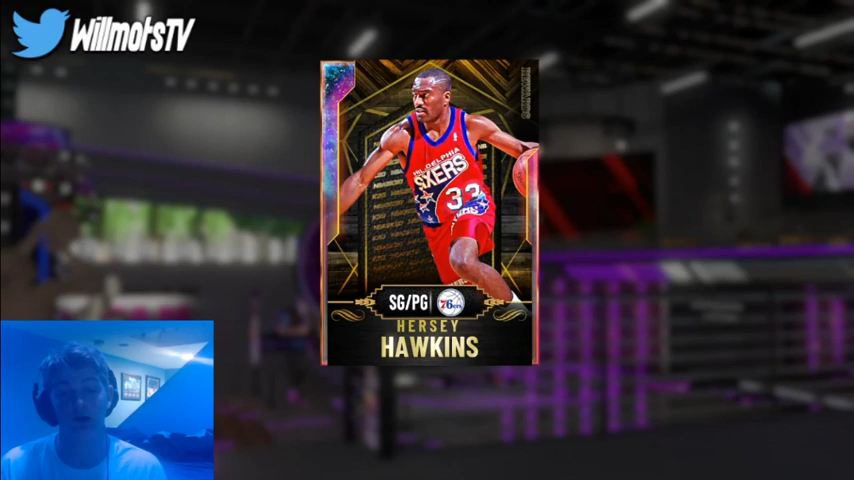 WillmotsTV
PHILADELPHIA
SIXERS
33
SG/PG
76ers
HERSEY
HAWKINS